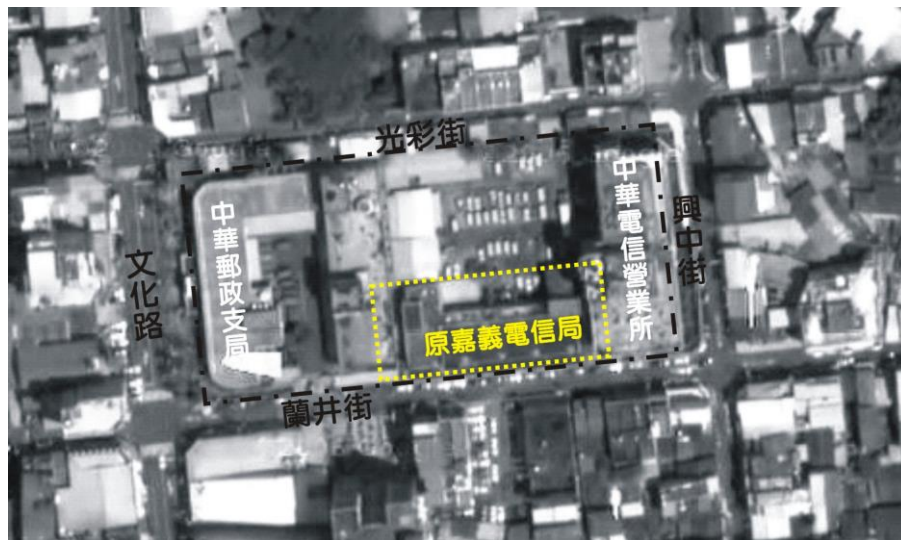 光彩街
中華郵政支局
中華電信營業所
興中街
文化路
原嘉義電信局
蘭井街